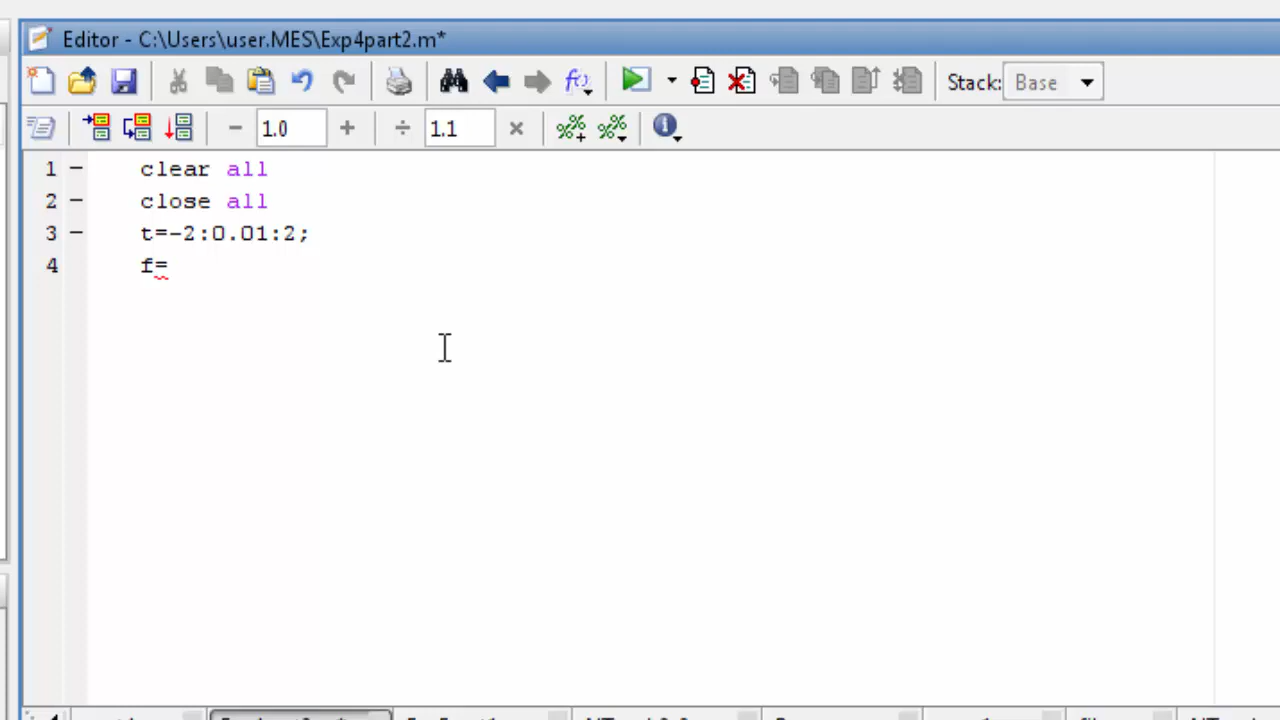 Editor - C:\Users\user.MES\Exp4part2.m*
Stack: Base
1.0 1.1
1 clear all
2 close all
3 t=-2:0.01:2;
4 f=